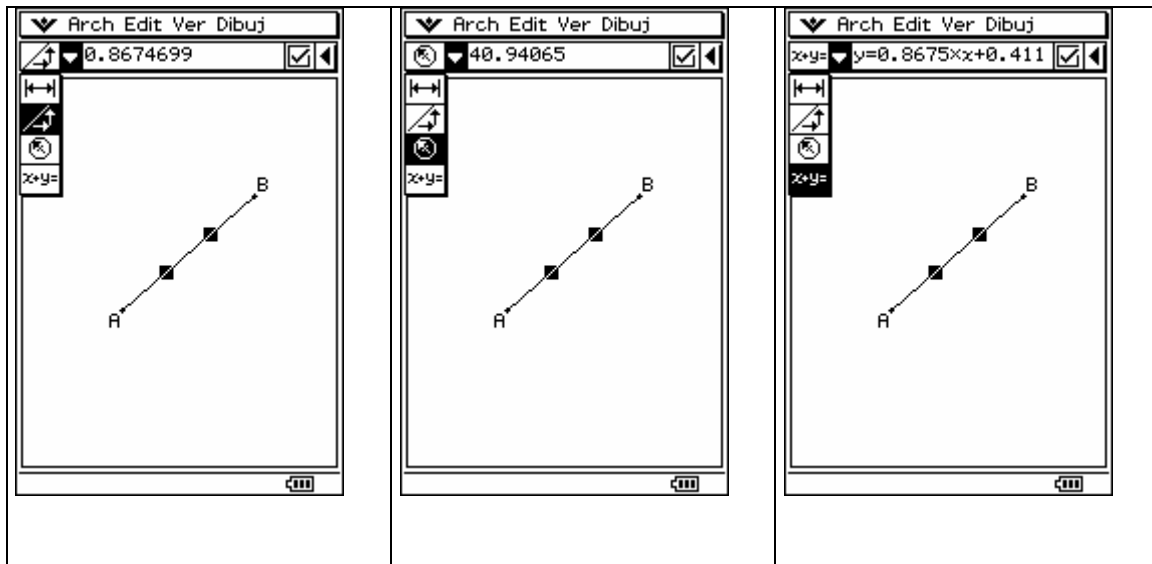 Arch Edit Ver Dibuj
0.8674699
x+y=
B
A
Arch Edit Ver Dibuj
40.94065
x+y=
B
A
Arch Edit Ver Dibuj
x+y= y=0.8675×x+0.411
x+y=
B
A